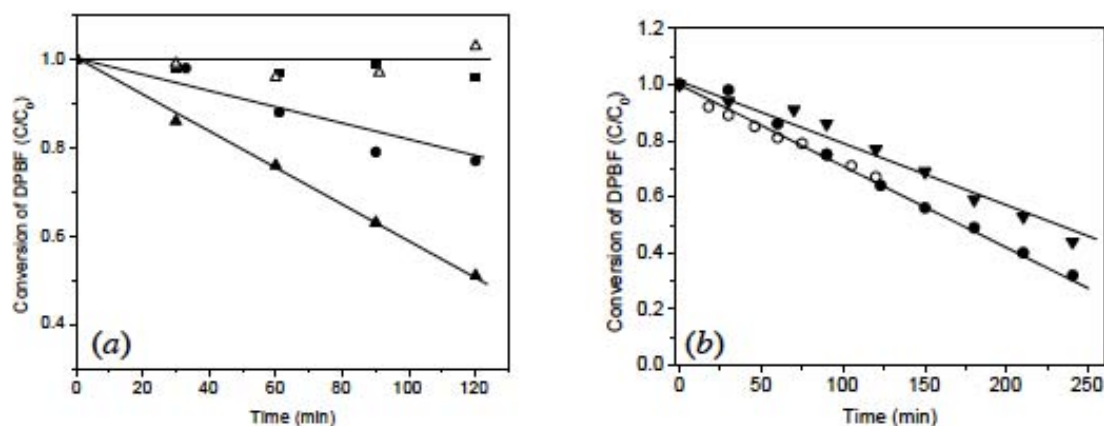 Conversion of DPBF (C/C₀)
1.0
0.8
0.6
0.4
(a)
0 20 40 60 80 100 120
Time (min)
Conversion of DPBF (C/C₀)
1.2
1.0
0.8
0.6
0.4
0.2
0.0
(b)
0 50 100 150 200 250
Time (min)